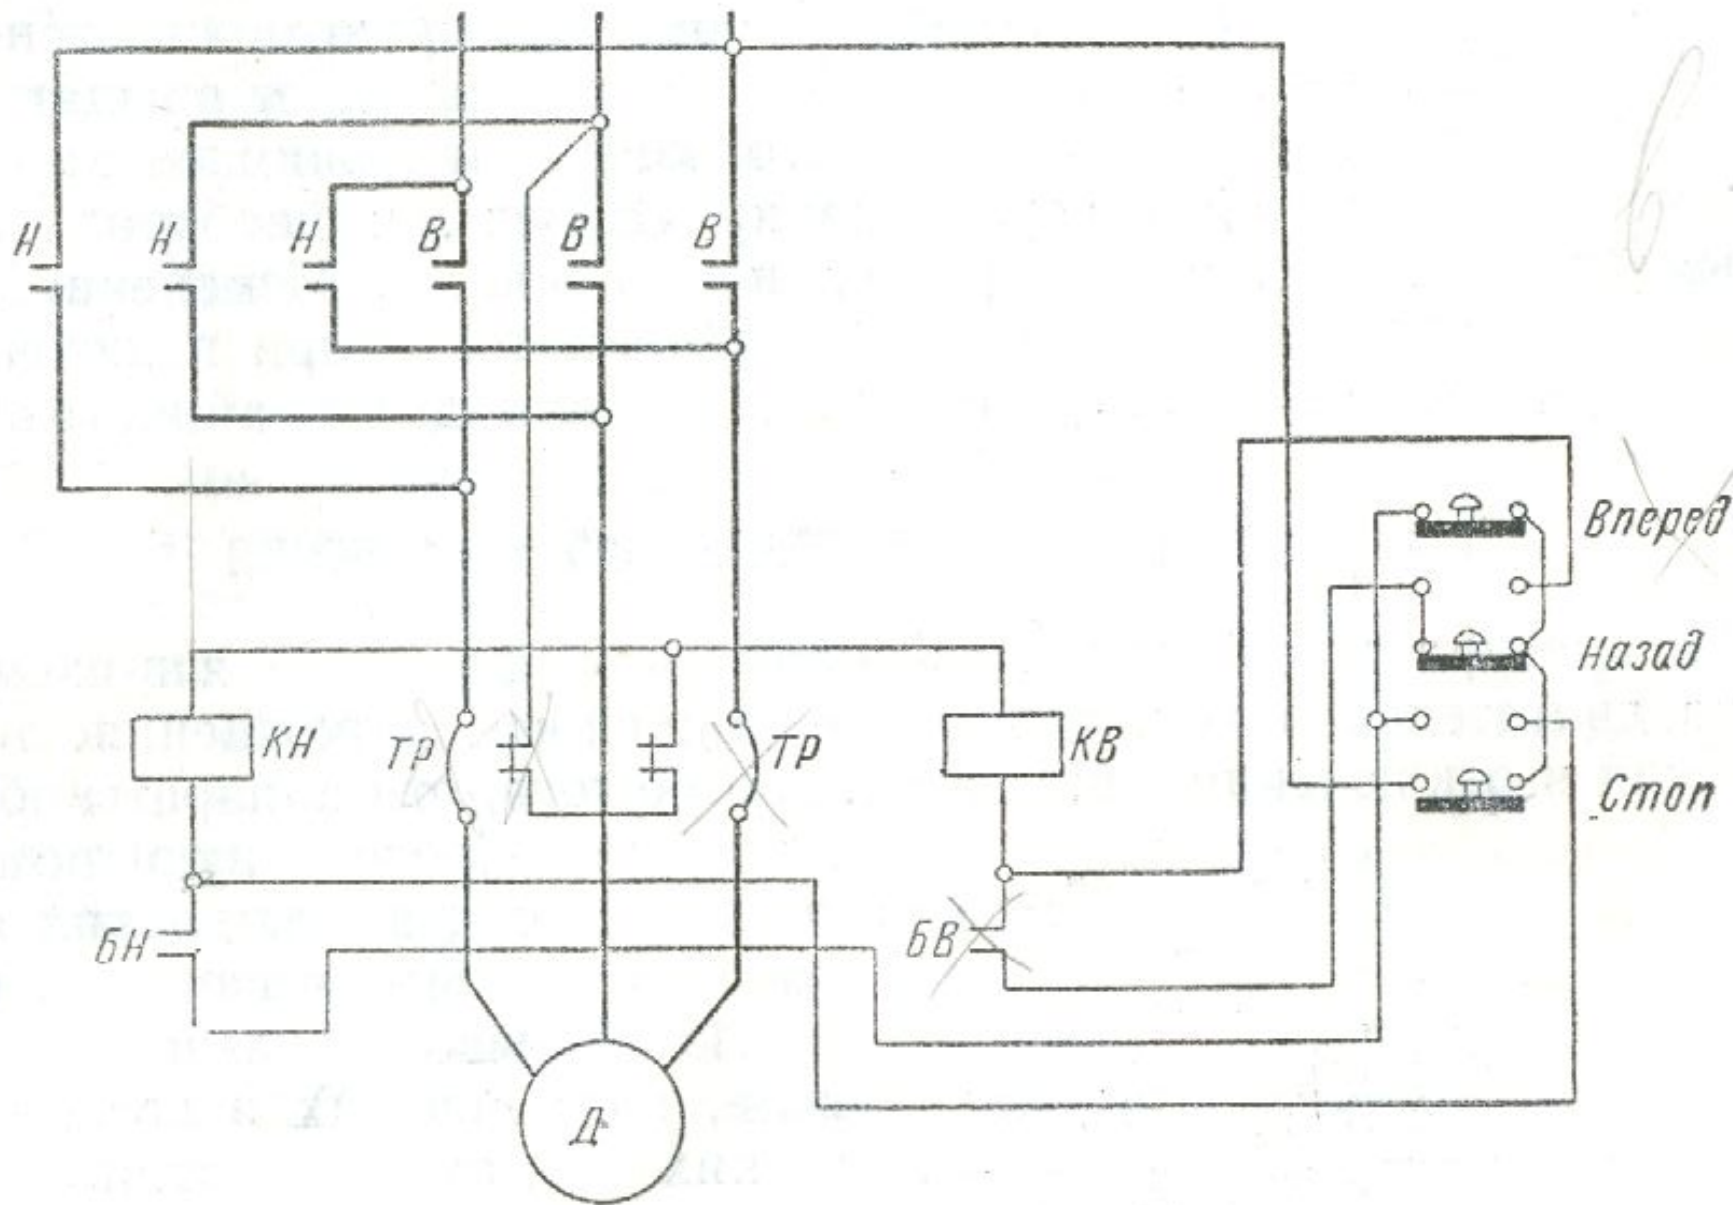 Н Н Н В В В
Вперед
Назад
КН ТР ТР КВ
Стоп
БН БВ
Д